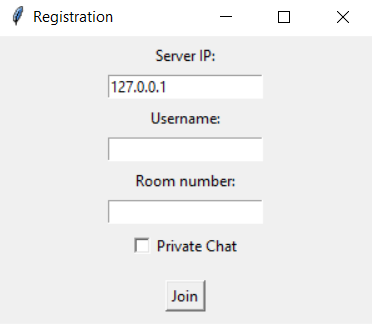 Registration
Server IP:
127.0.0.1
Username:
Room number:
Private Chat
Join